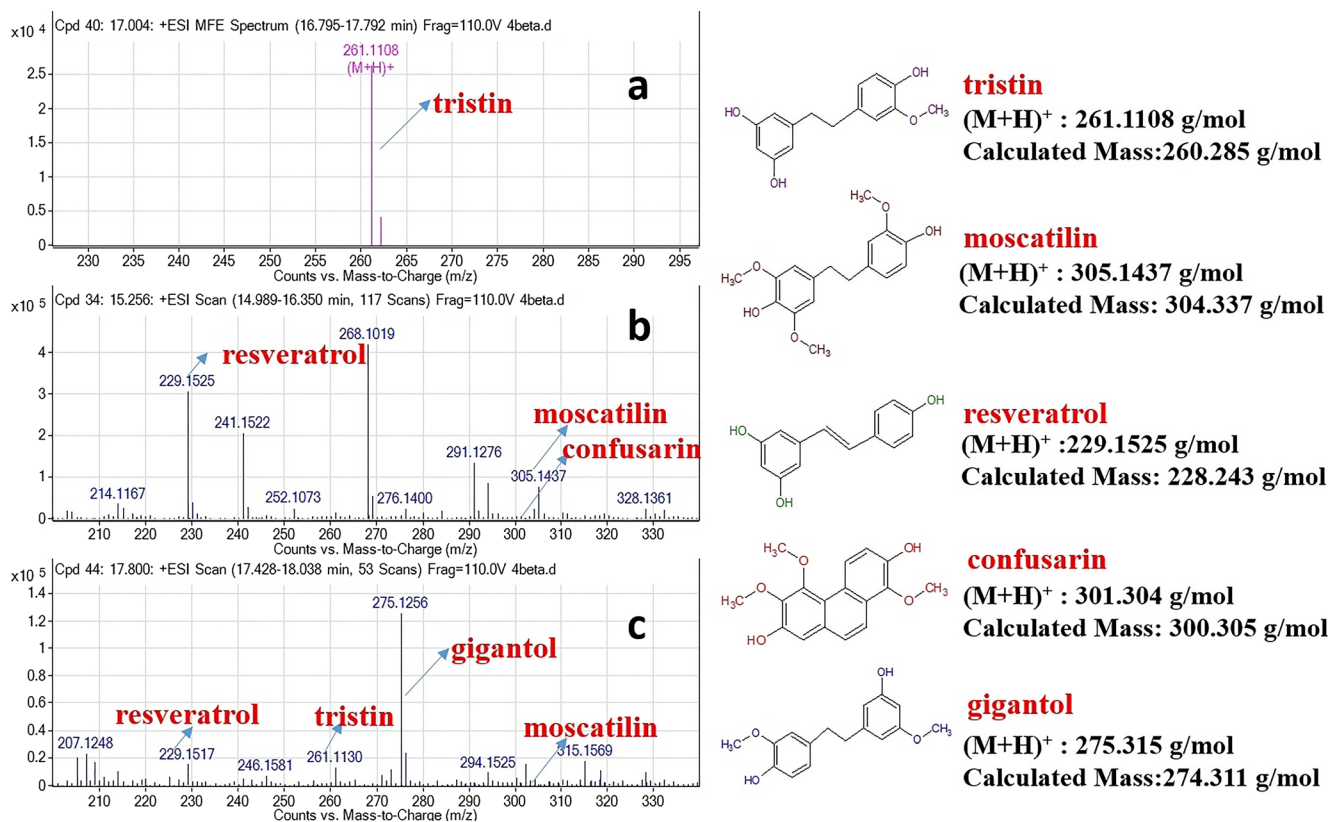 Cpd 40: 17.004: +ESI MFE Spectrum (16.795-17.792 min) Frag=110.0V 4beta.d
x10 4
261.1108
(M+H)+
a
tristin
2.5
2
1.5
1
0.5
0
230 235 240 245 250 255 260 265 270 275 280 285 290 295
Counts vs. Mass-to-Charge (m/z)
Cpd 34: 15.256: +ESI Scan (14.989-16.350 min, 117 Scans) Frag=110.0V 4beta.d
x10 5
b
268.1019
resveratrol
229.1525
241.1522
moscatilin
confusarin
291.1276
305.1437
214.1167
252.1073
276.1400
328.1361
4
3
2
1
0
210 220 230 240 250 260 270 280 290 300 310 320 330
Counts vs. Mass-to-Charge (m/z)
Cpd 44: 17.800: +ESI Scan (17.428-18.038 min, 53 Scans) Frag=110.0V 4beta.d
x10 5
275.1256
c
gigantol
resveratrol
tristin
moscatilin
207.1248
229.1517
246.1581
261.1130
294.1525
315.1569
1.4
1.2
1
0.8
0.6
0.4
0.2
0
210 220 230 240 250 260 270 280 290 300 310 320 330
Counts vs. Mass-to-Charge (m/z)
OH
HO
O
CH₃
OH
tristin
(M+H)⁺ : 261.1108 g/mol
Calculated Mass:260.285 g/mol
H₃C
O
OH
O
H₃C
HO
O
CH₃
moscatilin
(M+H)⁺ : 305.1437 g/mol
Calculated Mass: 304.337 g/mol
OH
HO
OH
resveratrol
(M+H)⁺ :229.1525 g/mol
Calculated Mass: 228.243 g/mol
H₃C
O
OH
H₃C
O
O
CH₃
HO
confusarin
(M+H)⁺ : 301.304 g/mol
Calculated Mass: 300.305 g/mol
OH
H₃C
O
O
CH₃
HO
gigantol
(M+H)⁺ : 275.315 g/mol
Calculated Mass:274.311 g/mol